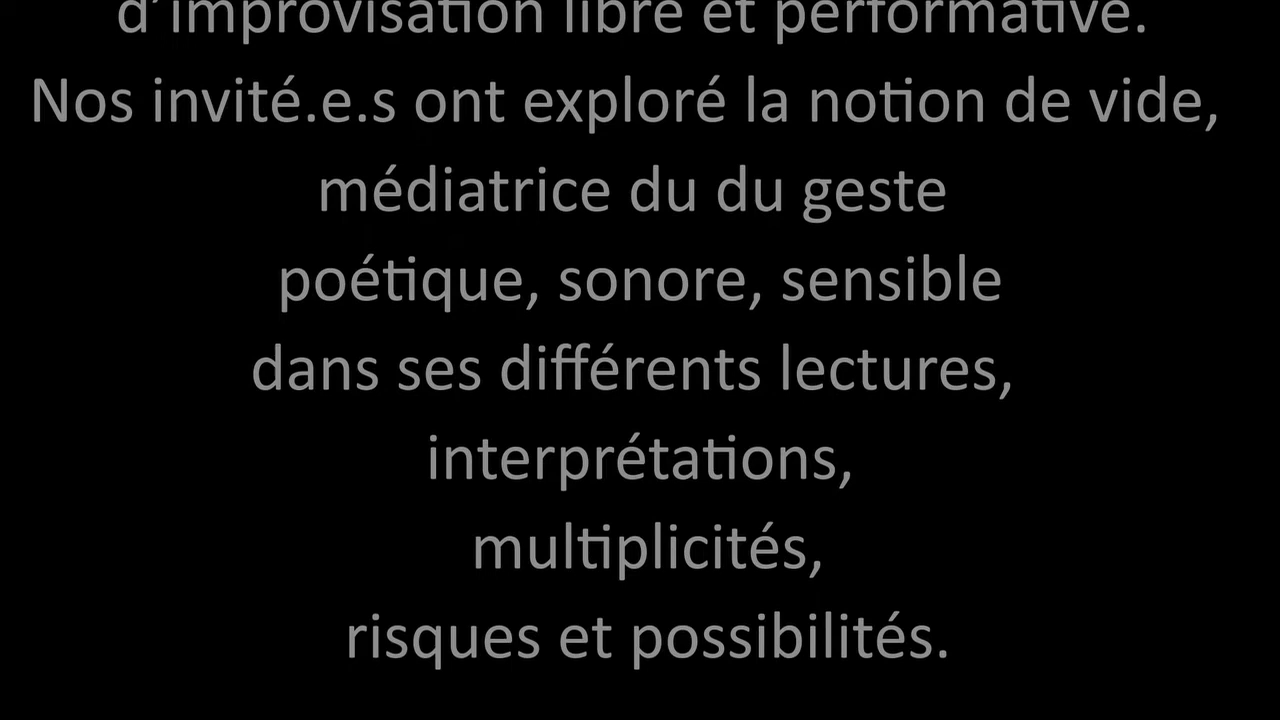 d’improvisation libre et performative.
Nos invité.e.s ont exploré la notion de vide,
médiatrice du du geste
poétique, sonore, sensible
dans ses différents lectures,
interprétations,
multiplicités,
risques et possibilités.